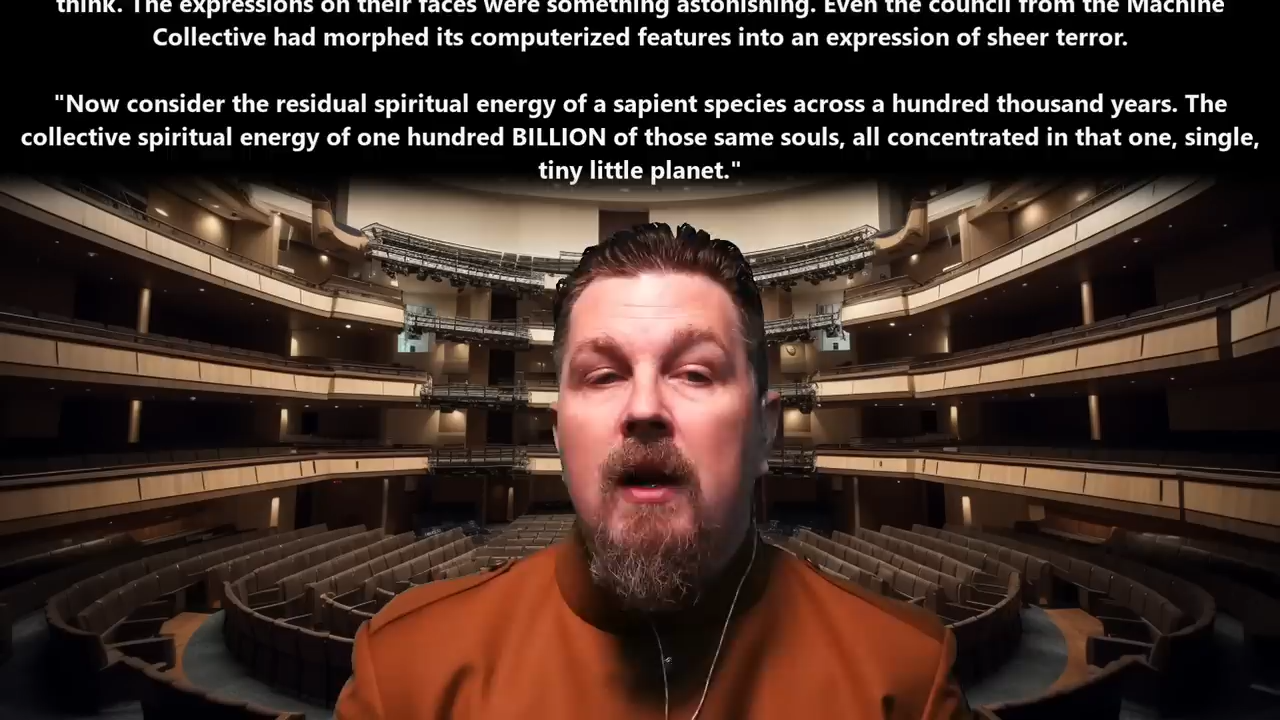 think. The expressions on their faces were something astonishing. Even the council from the Machine
Collective had morphed its computerized features into an expression of sheer terror.
"Now consider the residual spiritual energy of a sapient species across a hundred thousand years. The
collective spiritual energy of one hundred BILLION of those same souls, all concentrated in that one, single,
tiny little planet."